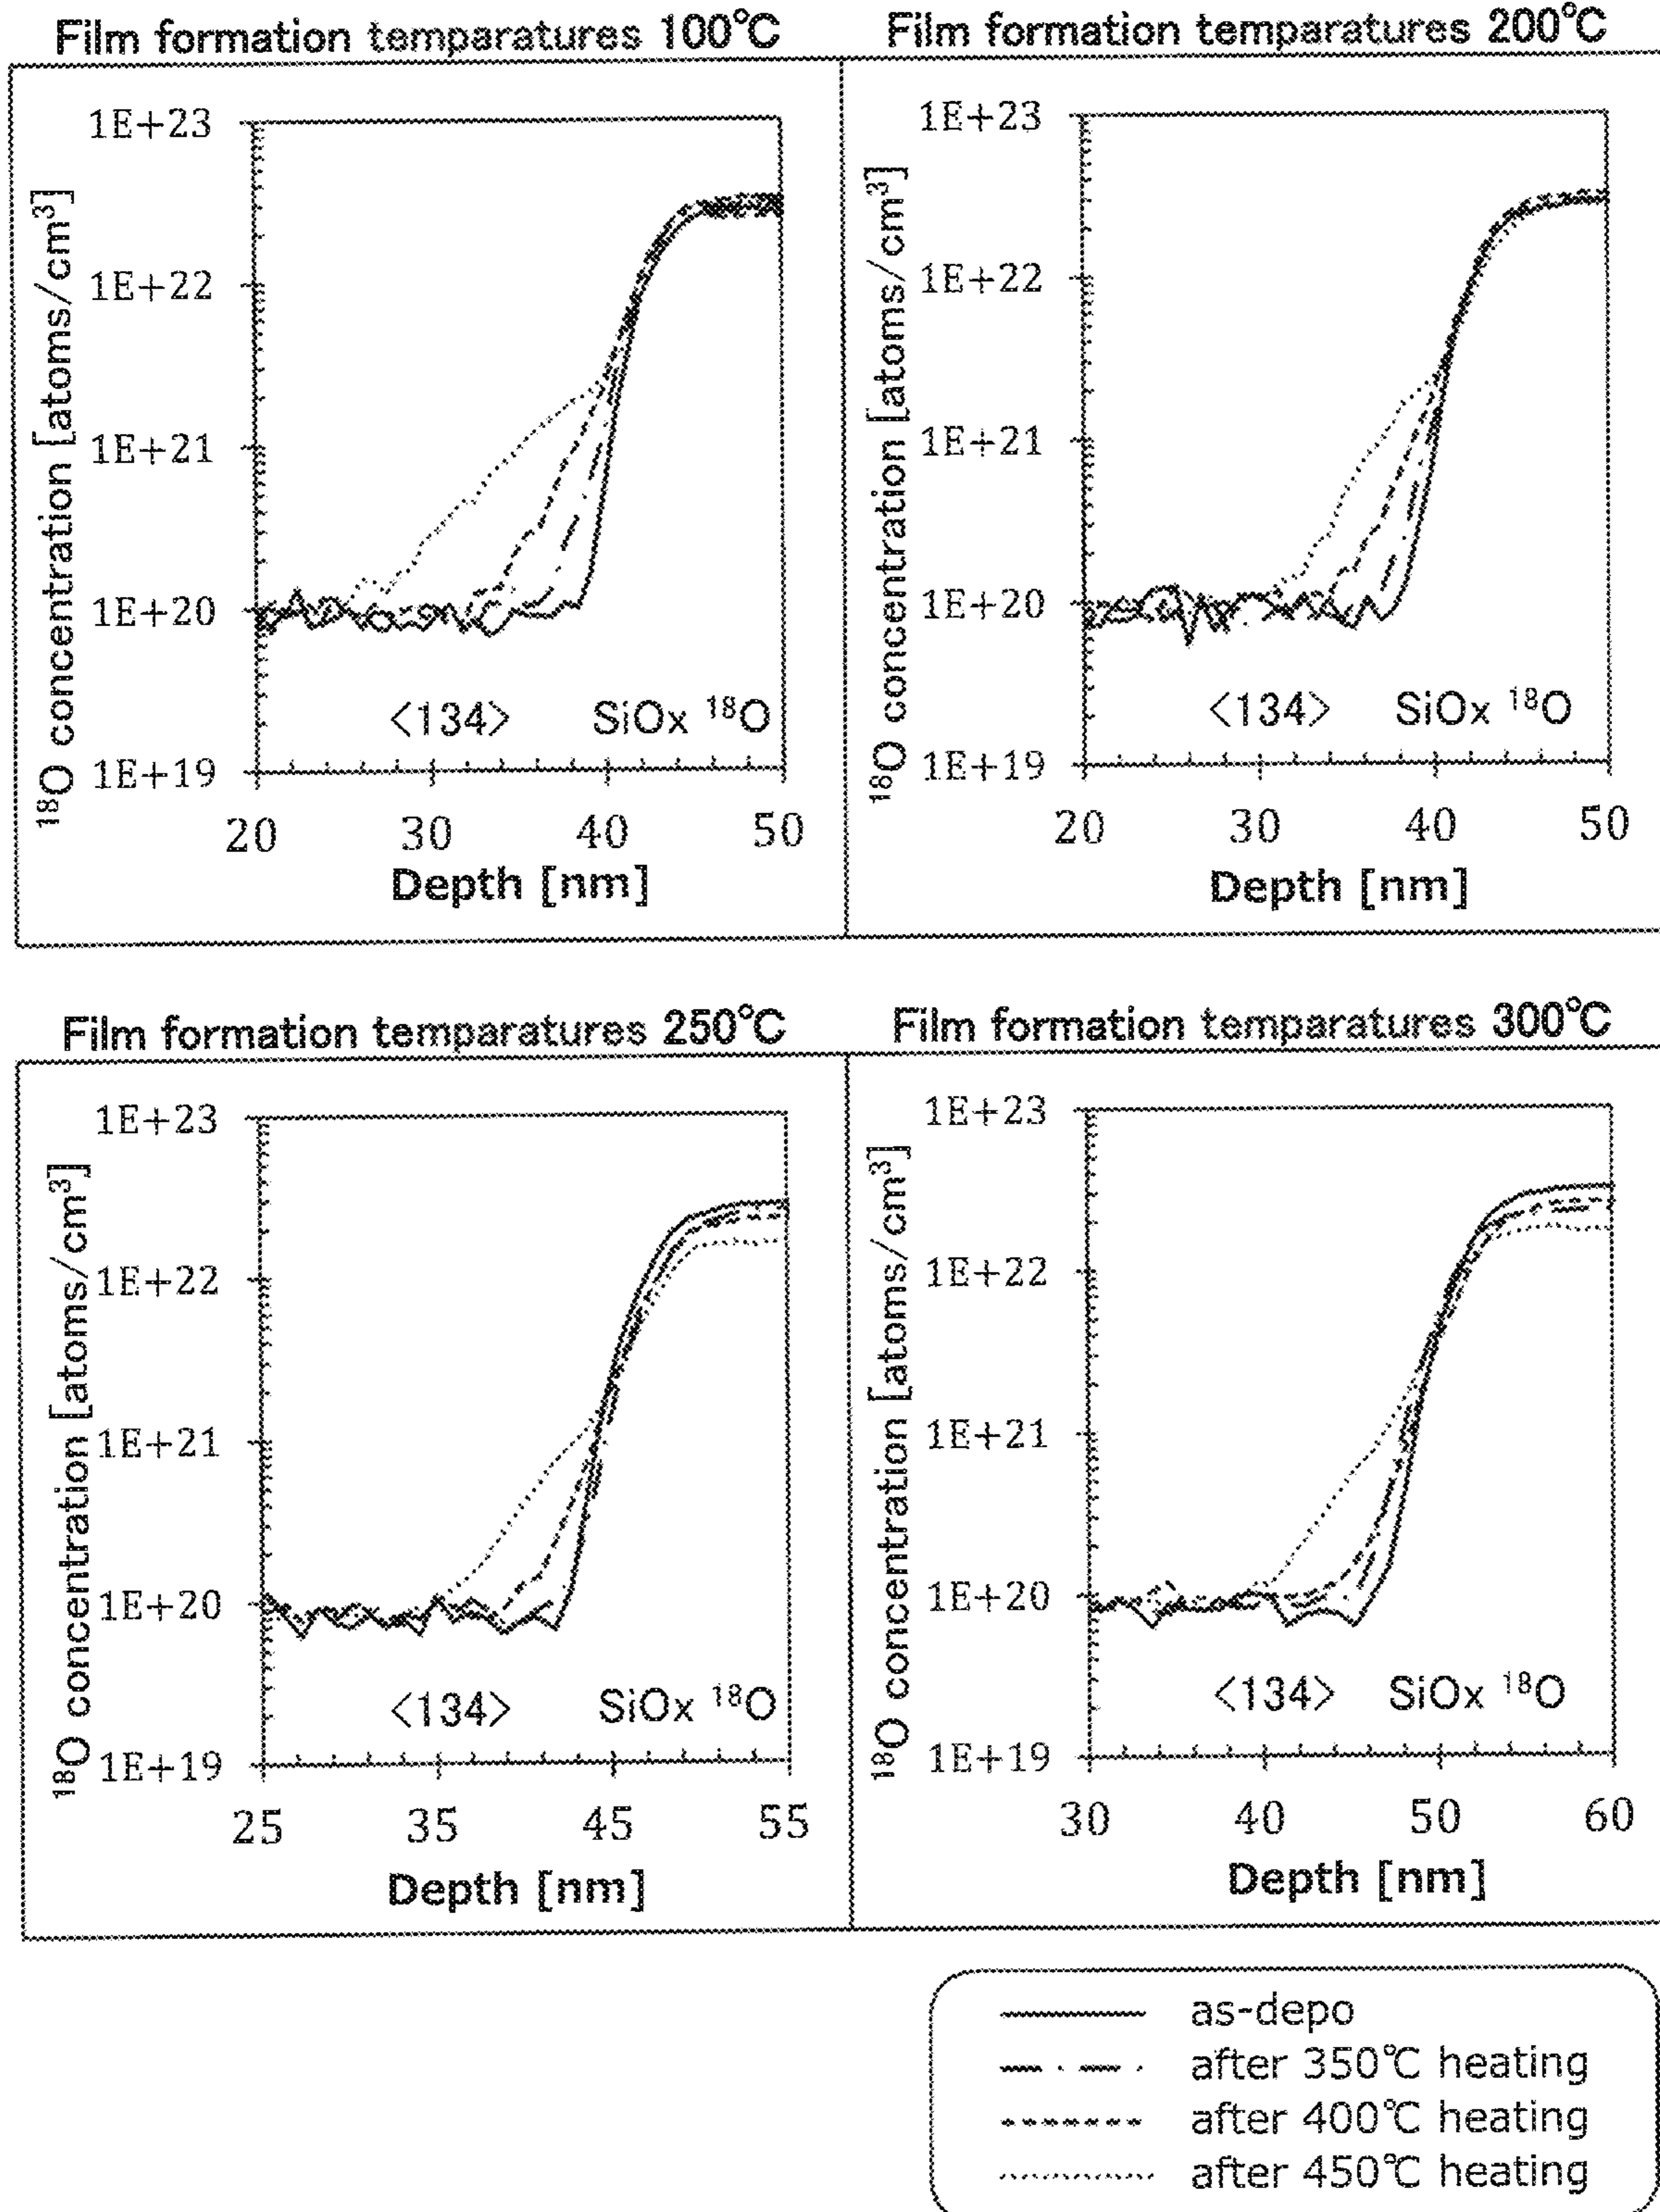 Film formation temparatures 100℃
1E+23
1E+22
1E+21
1E+20
1E+19
¹⁸O concentration [atoms/cm³]
<134> SiOx ¹⁸O
20 30 40 50
Depth [nm]
Film formation temparatures 200℃
1E+23
1E+22
1E+21
1E+20
1E+19
¹⁸O concentration [atoms/cm³]
<134> SiOx ¹⁸O
20 30 40 50
Depth [nm]
Film formation temparatures 250℃
1E+23
1E+22
1E+21
1E+20
1E+19
¹⁸O concentration [atoms/cm³]
<134> SiOx ¹⁸O
25 35 45 55
Depth [nm]
Film formation temparatures 300℃
1E+23
1E+22
1E+21
1E+20
1E+19
¹⁸O concentration [atoms/cm³]
<134> SiOx ¹⁸O
30 40 50 60
Depth [nm]
as-depo
after 350℃ heating
after 400℃ heating
after 450℃ heating